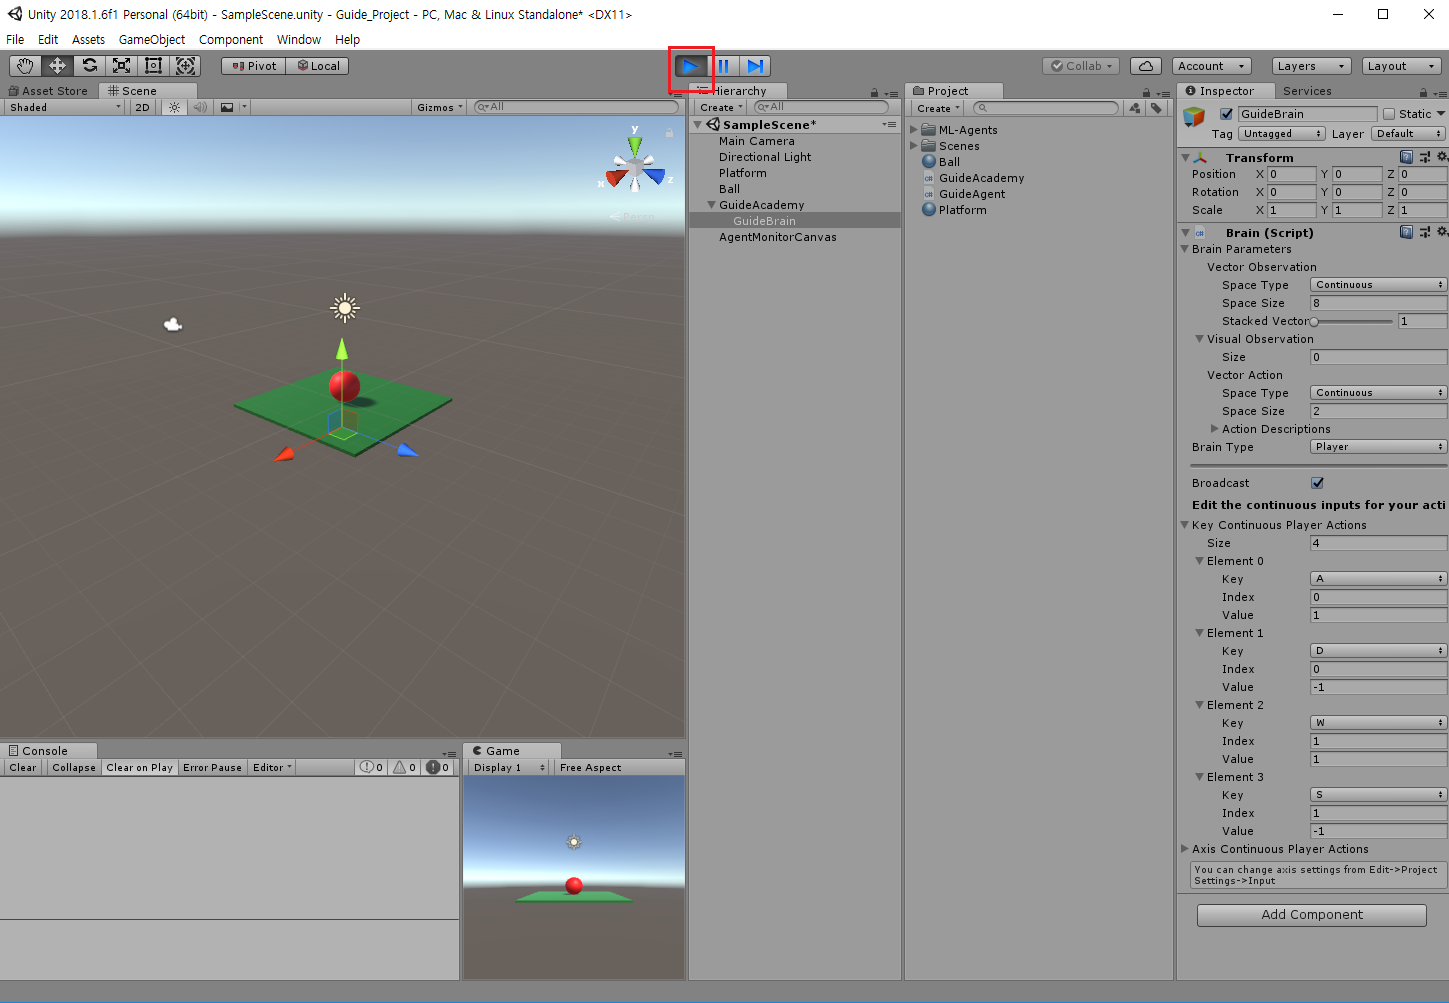 Unity 2018.1.6f1 Personal (64bit) - SampleScene.unity - Guide_Project - PC, Mac & Linux Standalone* <DX11>
File Edit Assets GameObject Component Window Help
Pivot Local Collab Account Layers Layout
Asset Store Scene
Shaded 2D Gizmos All
y
x
z
Persp
Console
Clear Collapse Clear on Play Error Pause Editor 0 0 0
Game
Display 1 Free Aspect
Hierarchy
Create All
SampleScene*
Main Camera
Directional Light
Platform
Ball
GuideAcademy
GuideBrain
AgentMonitorCanvas
Project
Create
ML-Agents
Scenes
Ball
GuideAcademy
GuideAgent
Platform
Inspector Services
GuideBrain Static
Tag Untagged Layer Default
Transform
Position X 0 Y 0 Z 0
Rotation X 0 Y 0 Z 0
Scale X 1 Y 1 Z 1
Brain (Script)
Brain Parameters
Vector Observation
Space Type Continuous
Space Size 8
Stacked Vector 1
Visual Observation
Size 0
Vector Action
Space Type Continuous
Space Size 2
Action Descriptions
Brain Type Player
Broadcast
Edit the continuous inputs for your acti
Key Continuous Player Actions
Size 4
Element 0
Key A
Index 0
Value 1
Element 1
Key D
Index 0
Value -1
Element 2
Key W
Index 1
Value 1
Element 3
Key S
Index 1
Value -1
Axis Continuous Player Actions
You can change axis settings from Edit->Project
Settings->Input
Add Component